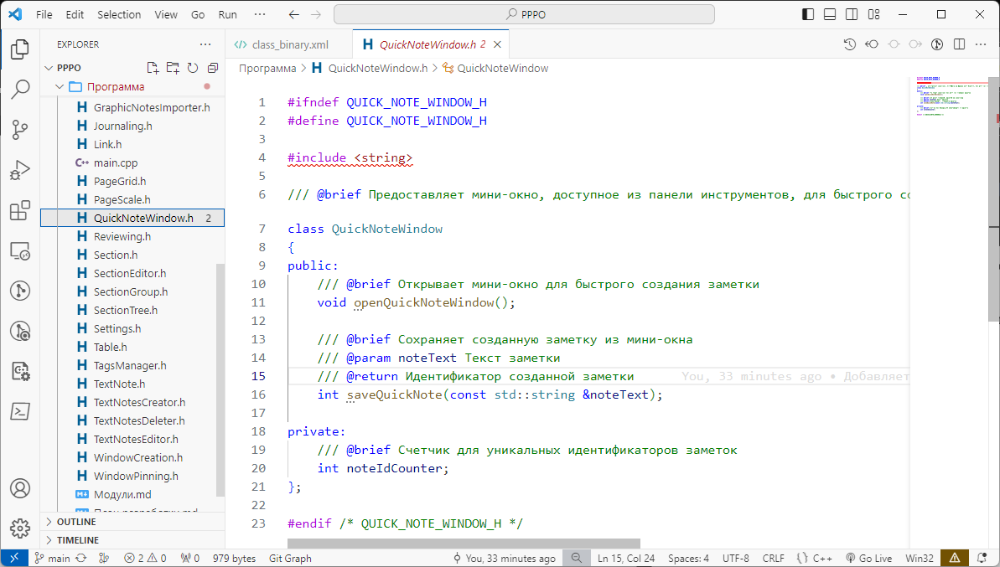 File Edit Selection View Go Run ··· PPPO
EXPLORER ···
PPPO
Программа
GraphicNotesImporter.h
Journaling.h
Link.h
main.cpp
PageGrid.h
PageScale.h
QuickNoteWindow.h 2
Reviewing.h
Section.h
SectionEditor.h
SectionGroup.h
SectionTree.h
Settings.h
Table.h
TagsManager.h
TextNote.h
TextNotesCreator.h
TextNotesDeleter.h
TextNotesEditor.h
WindowCreation.h
WindowPinning.h
Модули.md
OUTLINE
TIMELINE
class_binary.xml QuickNoteWindow.h 2
Программа > QuickNoteWindow.h > QuickNoteWindow
1 #ifndef QUICK_NOTE_WINDOW_H
2 #define QUICK_NOTE_WINDOW_H
3
4 #include <string>
5
6 /// @brief Предоставляет мини-окно, доступное из панели инструментов, для быстрого
7 class QuickNoteWindow
8 {
9 public:
10 /// @brief Открывает мини-окно для быстрого создания заметки
11 void openQuickNoteWindow();
12
13 /// @brief Сохраняет созданную заметку из мини-окна
14 /// @param noteText Текст заметки
15 /// @return Идентификатор созданной заметки You, 33 minutes ago • Добавляет
16 int saveQuickNote(const std::string &noteText);
17
18 private:
19 /// @brief Счетчик для уникальных идентификаторов заметок
20 int noteIdCounter;
21 };
22
23 #endif /* QUICK_NOTE_WINDOW_H */
main 2 0 0 979 bytes Git Graph You, 33 minutes ago Ln 15, Col 24 Spaces: 4 UTF-8 CRLF {} C++ Go Live Win32